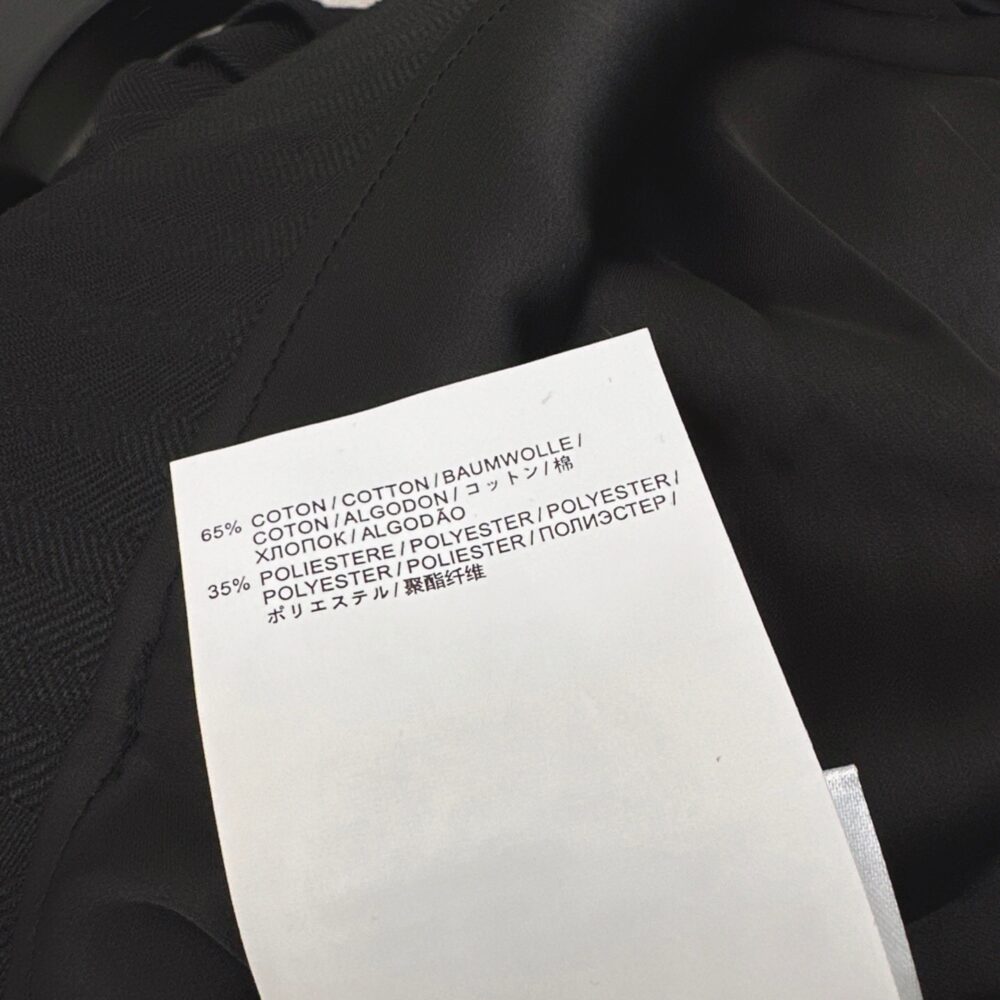 65% COTON / COTTON / BAUMWOLLE /
COTON / ALGODON / コットン / 棉
ХЛОПОК / ALGODÃO
35% POLIESTERE / POLYESTER / POLYESTER /
POLYESTER / POLIESTER / ПОЛИЭСТЕР /
ポリエステル / 聚酯纤维